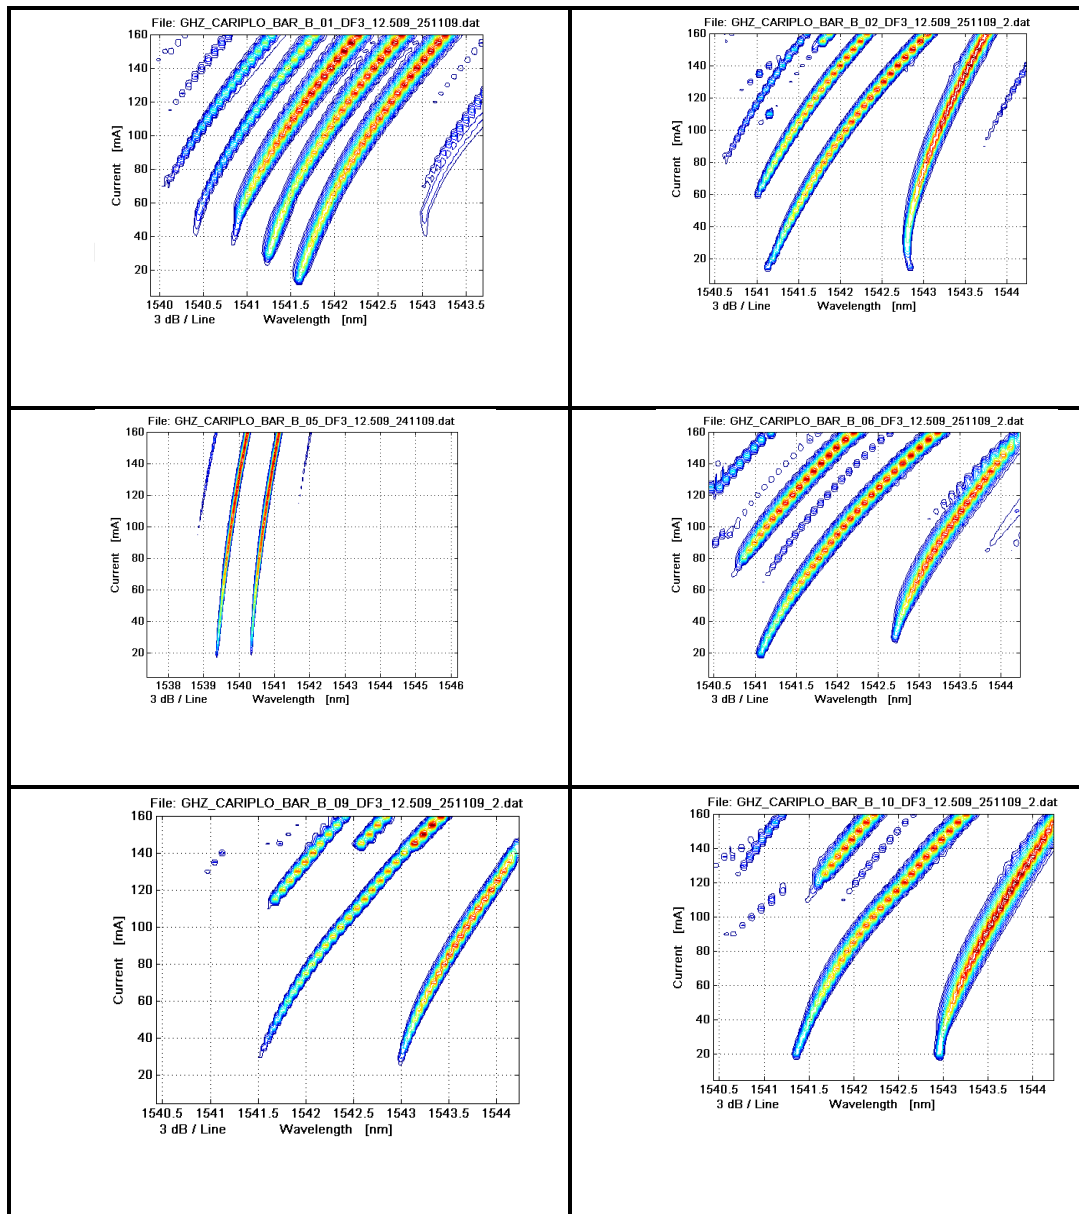 File: GHZ_CARIPLO_BAR_B_01_DF3_12.509_251109.dat
160
140
120
100
80
60
40
20
Current [mA]
1540 1540.5 1541 1541.5 1542 1542.5 1543 1543.5
3 dB / Line Wavelength [nm]
File: GHZ_CARIPLO_BAR_B_02_DF3_12.509_251109_2.dat
160
140
120
100
80
60
40
20
Current [mA]
1540.5 1541 1541.5 1542 1542.5 1543 1543.5 1544
3 dB / Line Wavelength [nm]
File: GHZ_CARIPLO_BAR_B_05_DF3_12.509_241109.dat
160
140
120
100
80
60
40
20
Current [mA]
1538 1539 1540 1541 1542 1543 1544 1545 1546
3 dB / Line Wavelength [nm]
File: GHZ_CARIPLO_BAR_B_06_DF3_12.509_251109_2.dat
160
140
120
100
80
60
40
20
Current [mA]
1540.5 1541 1541.5 1542 1542.5 1543 1543.5 1544
3 dB / Line Wavelength [nm]
File: GHZ_CARIPLO_BAR_B_09_DF3_12.509_251109_2.dat
160
140
120
100
80
60
40
20
Current [mA]
1540.5 1541 1541.5 1542 1542.5 1543 1543.5 1544
3 dB / Line Wavelength [nm]
File: GHZ_CARIPLO_BAR_B_10_DF3_12.509_251109_2.dat
160
140
120
100
80
60
40
20
Current [mA]
1540.5 1541 1541.5 1542 1542.5 1543 1543.5 1544
3 dB / Line Wavelength [nm]